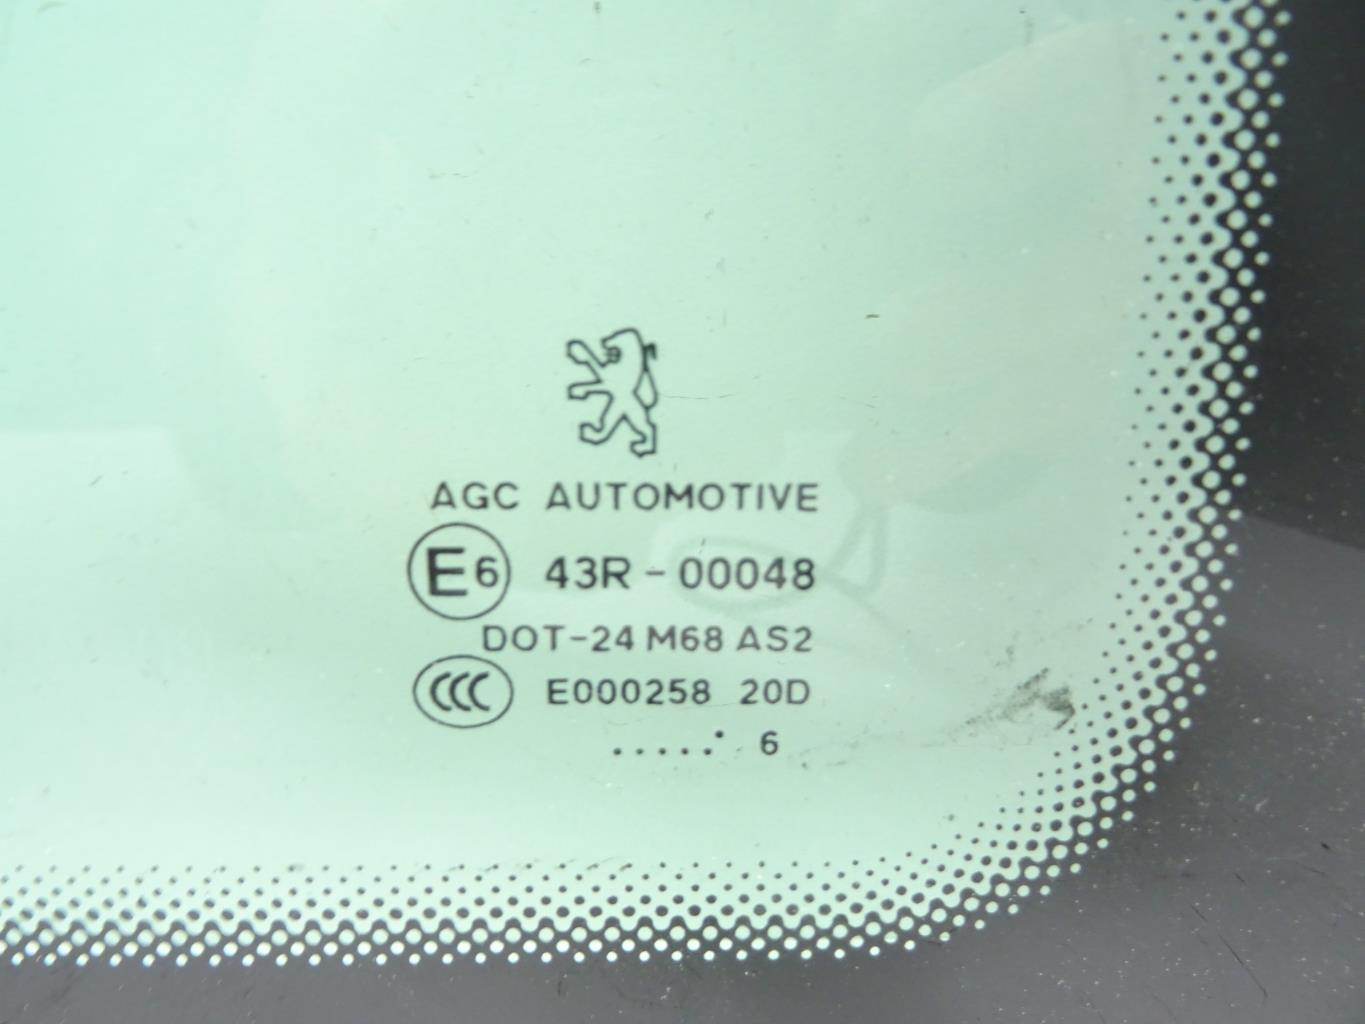 AGC AUTOMOTIVE
E6 43R-00048
DOT-24 M68 AS2
CCC E000258 20D
.....· 6